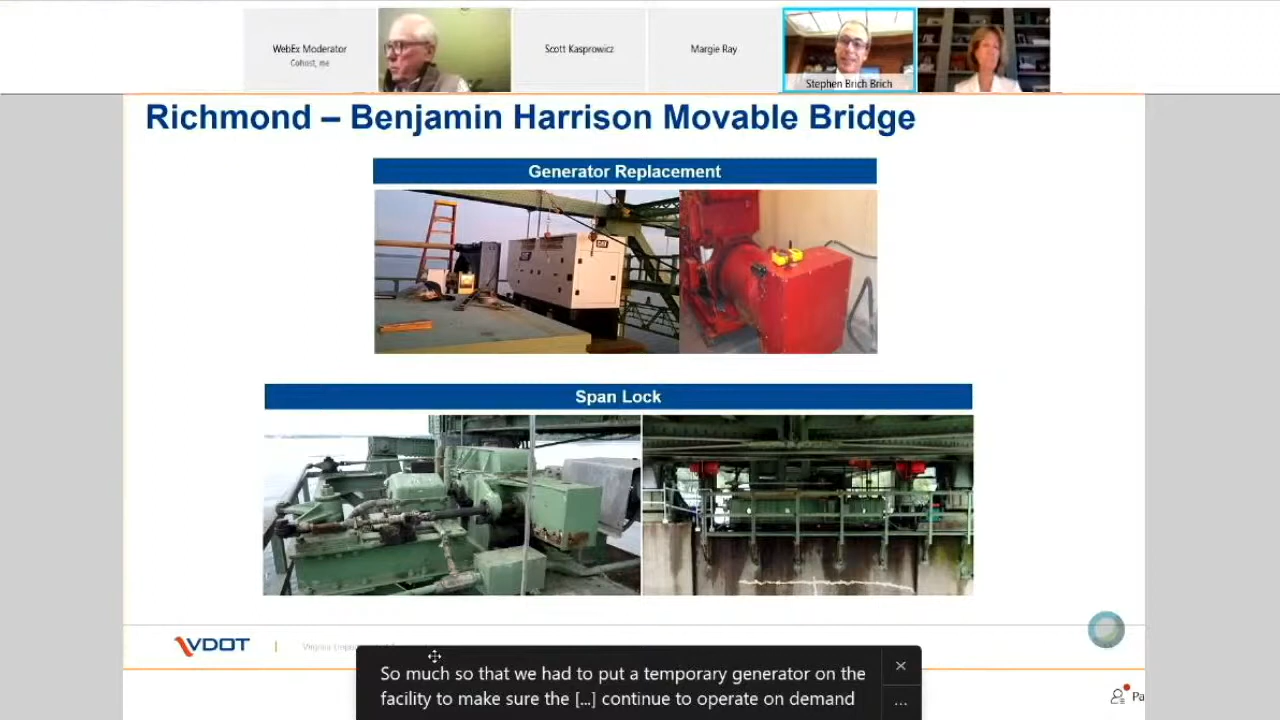 WebEx Moderator
Cohost, me
Scott Kasprowicz
Margie Ray
Stephen Brich Brich
Richmond – Benjamin Harrison Movable Bridge
Generator Replacement
CAT
Span Lock
VDOT
So much so that we had to put a temporary generator on the
facility to make sure the [...] continue to operate on demand
Pa